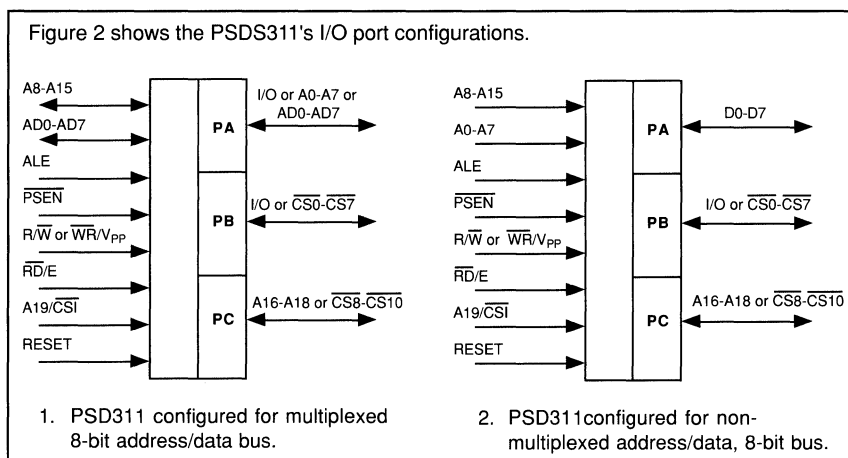 Figure 2 shows the PSDS311's I/O port configurations.
A8-A15
AD0-AD7
ALE
PSEN
R/W or WR/VPP
RD/E
A19/CSI
RESET
PA
PB
PC
I/O or A0-A7 or
AD0-AD7
I/O or CS0-CS7
A16-A18 or CS8-CS10
1. PSD311 configured for multiplexed
8-bit address/data bus.
A8-A15
A0-A7
ALE
PSEN
R/W or WR/VPP
RD/E
A19/CSI
RESET
PA
PB
PC
D0-D7
I/O or CS0-CS7
A16-A18 or CS8-CS10
2. PSD311configured for non-
multiplexed address/data, 8-bit bus.